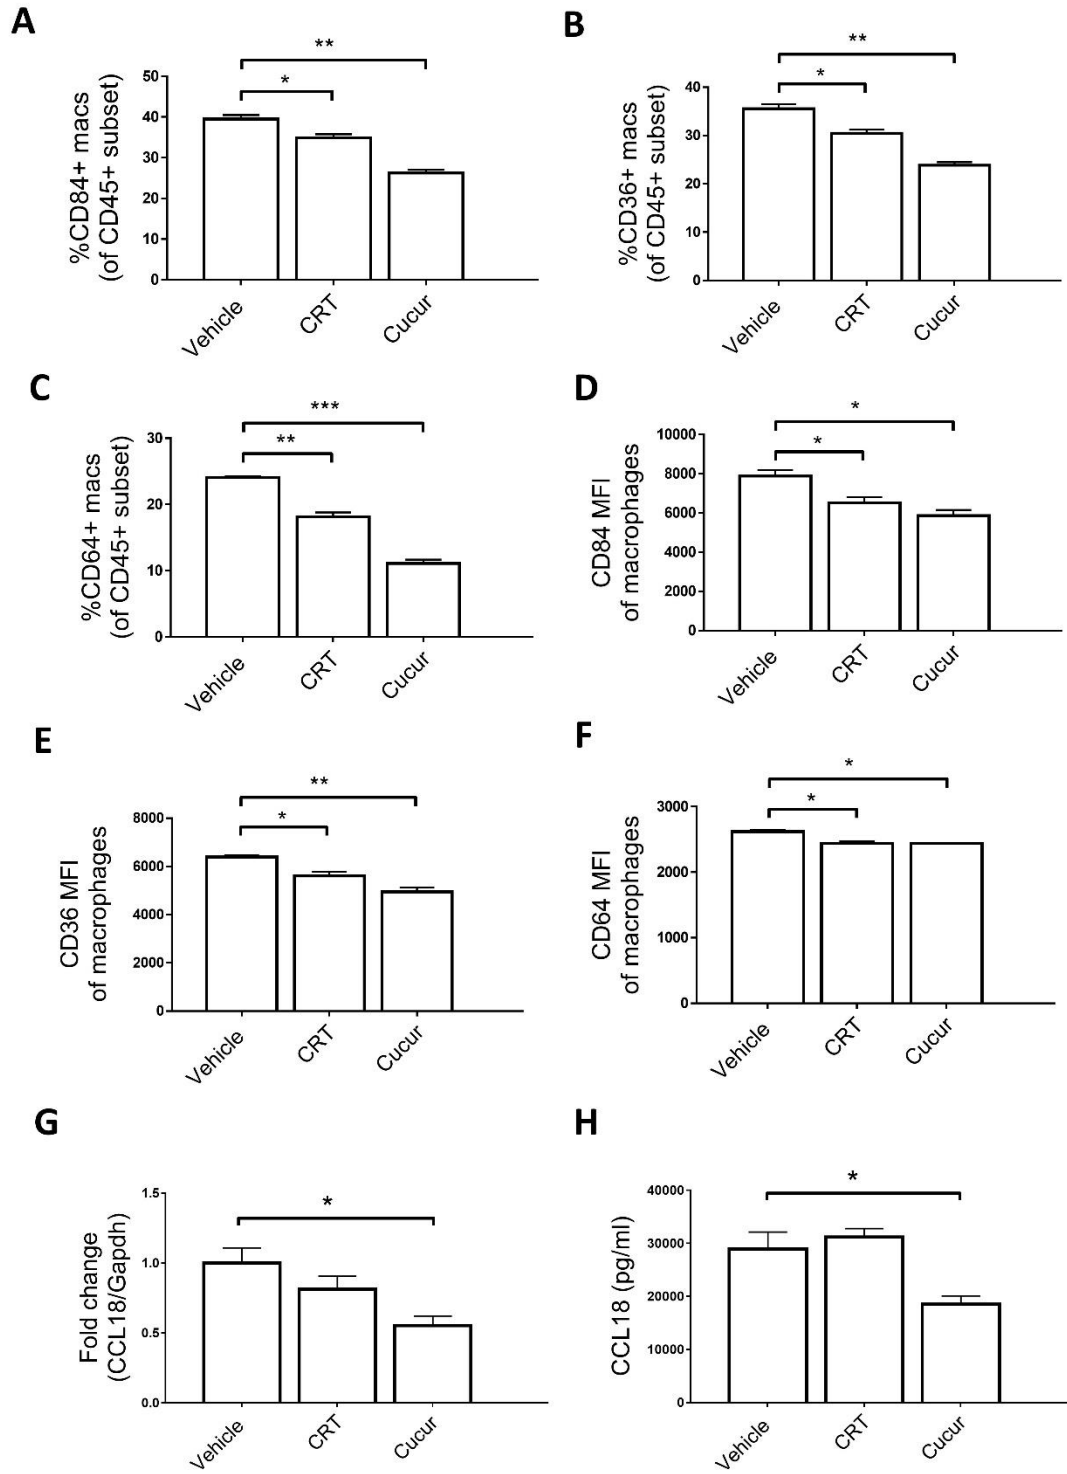 A
**
*
%CD84+ macs
(of CD45+ subset)
50
40
30
20
10
0
Vehicle
CRT
Cucur
B
**
*
%CD36+ macs
(of CD45+ subset)
40
30
20
10
0
Vehicle
CRT
Cucur
C
***
**
%CD64+ macs
(of CD45+ subset)
30
20
10
0
Vehicle
CRT
Cucur
D
*
*
CD84 MFI
of macrophages
10000
8000
6000
4000
2000
0
Vehicle
CRT
Cucur
E
**
*
CD36 MFI
of macrophages
8000
6000
4000
2000
0
Vehicle
CRT
Cucur
F
*
*
CD64 MFI
of macrophages
3000
2000
1000
0
Vehicle
CRT
Cucur
G
*
Fold change
(CCL18/Gapdh)
1.5
1.0
0.5
0.0
Vehicle
CRT
Cucur
H
*
CCL18 (pg/ml)
40000
30000
20000
10000
0
Vehicle
CRT
Cucur